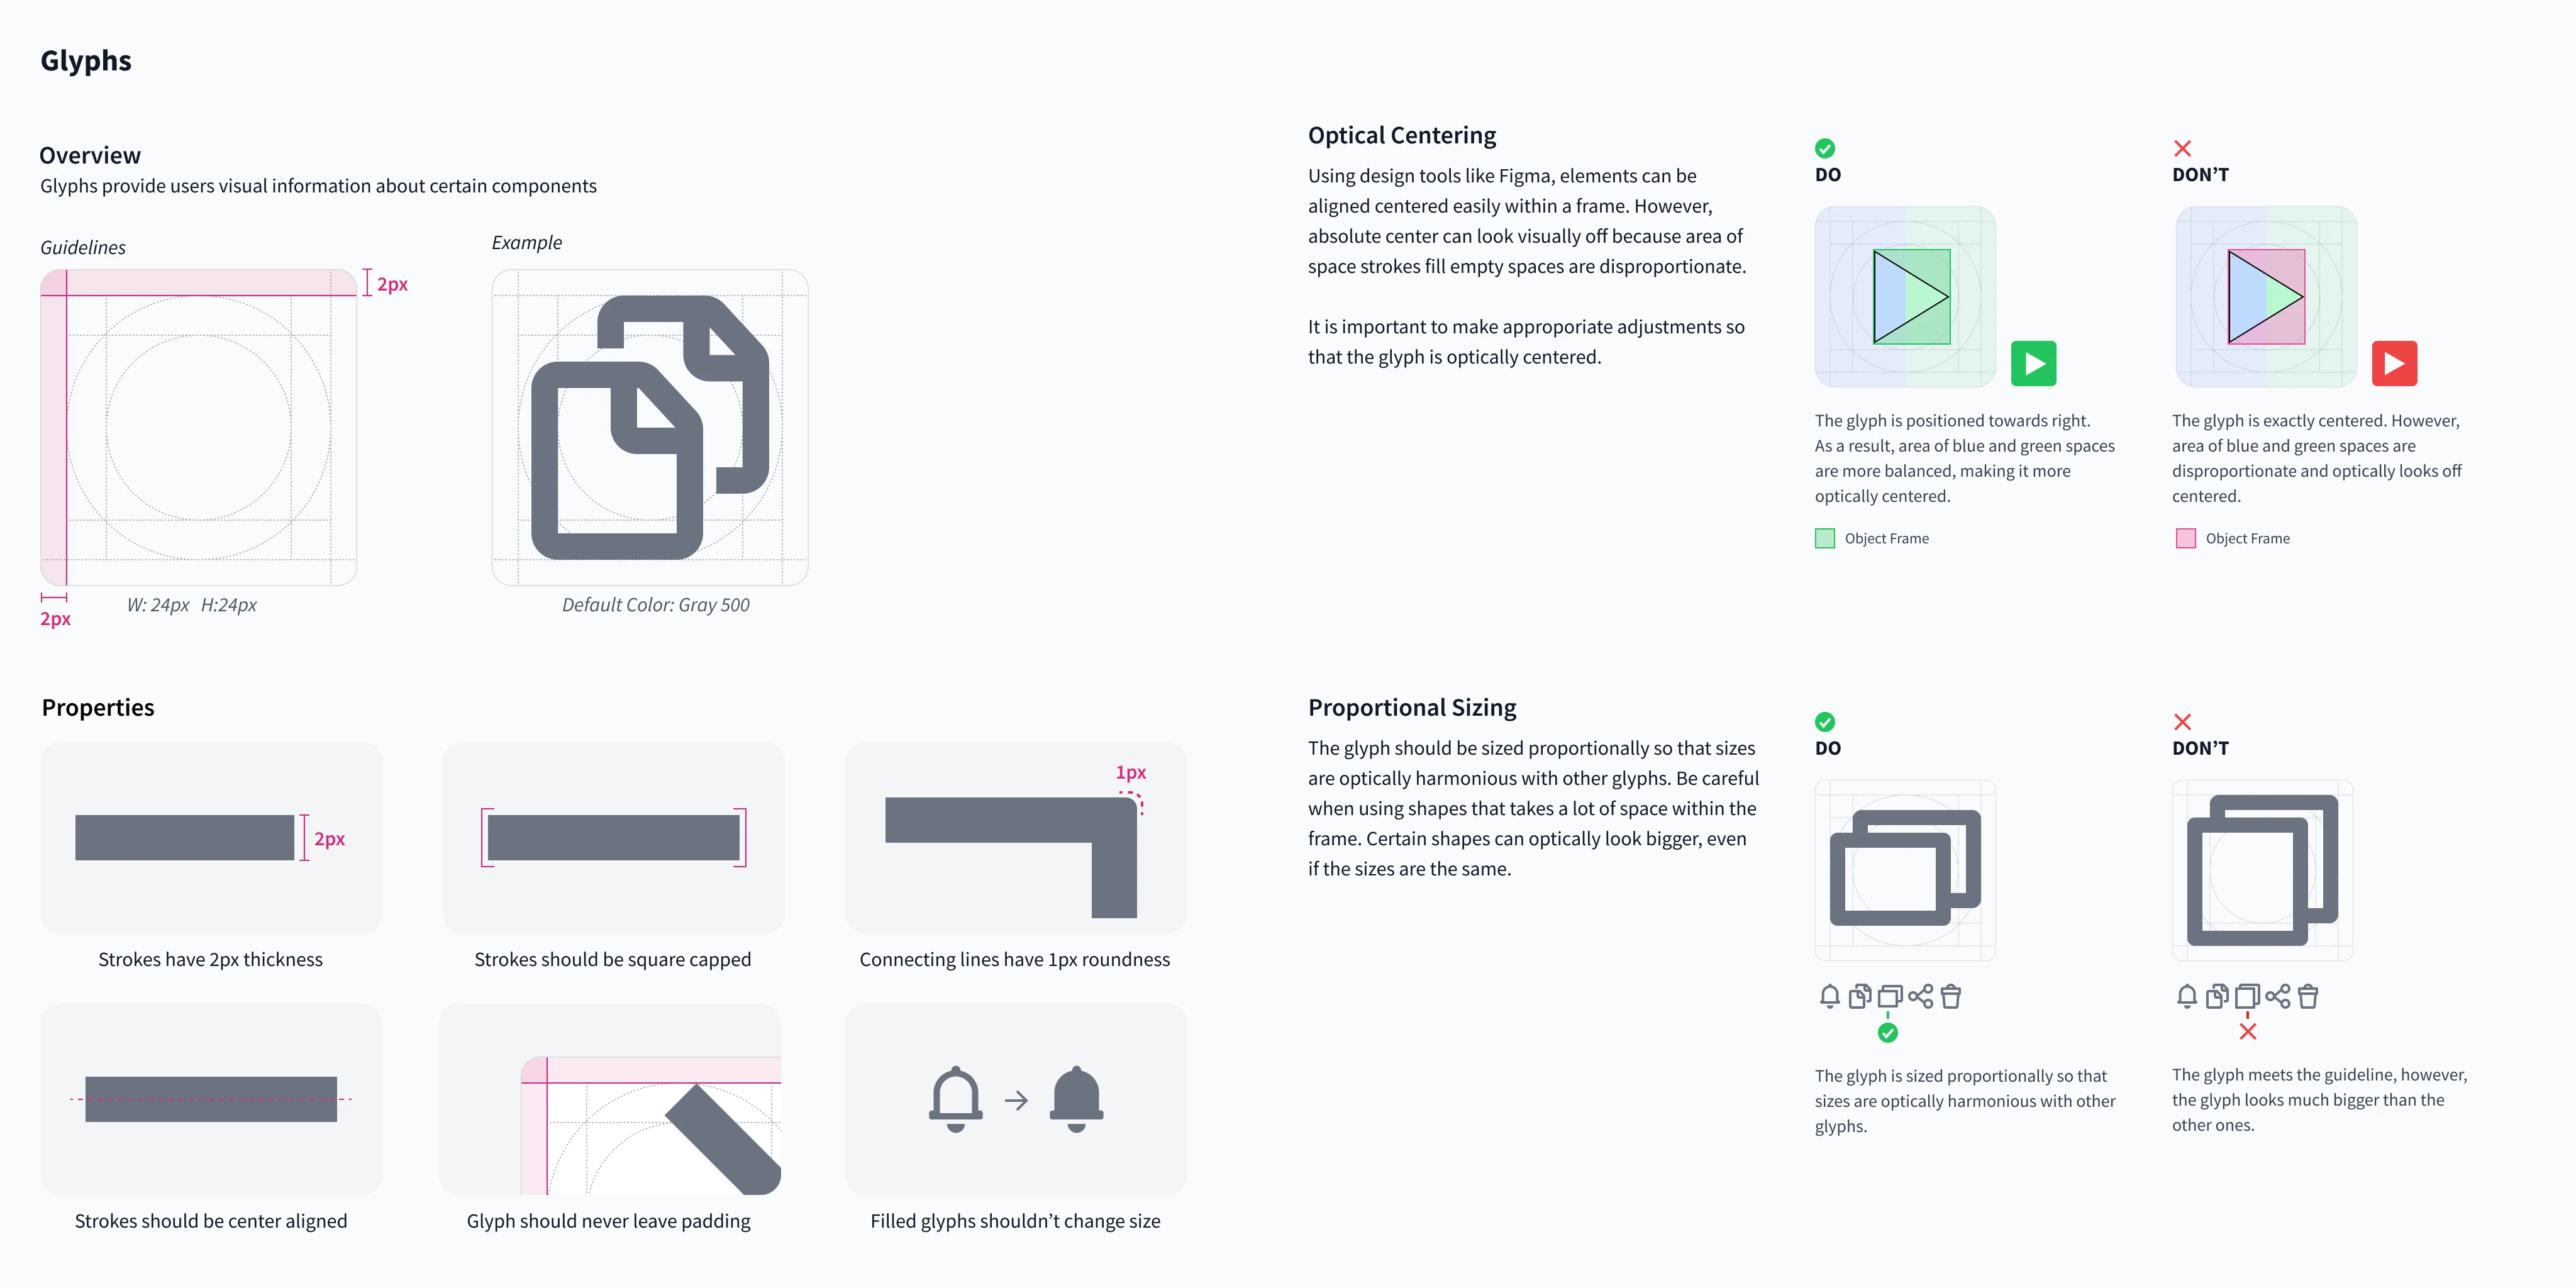 Glyphs
Overview
Glyphs provide users visual information about certain components
Guidelines
2px
2px
W: 24px H:24px
Example
Default Color: Gray 500
Properties
2px
Strokes have 2px thickness
Strokes should be square capped
1px
Connecting lines have 1px roundness
Strokes should be center aligned
Glyph should never leave padding
Filled glyphs shouldn't change size
Optical Centering
Using design tools like Figma, elements can be
aligned centered easily within a frame. However,
absolute center can look visually off because area of
space strokes fill empty spaces are disproportionate.
It is important to make approporiate adjustments so
that the glyph is optically centered.
DO
The glyph is positioned towards right.
As a result, area of blue and green spaces
are more balanced, making it more
optically centered.
Object Frame
DON'T
The glyph is exactly centered. However,
area of blue and green spaces are
disproportionate and optically looks off
centered.
Object Frame
Proportional Sizing
The glyph should be sized proportionally so that sizes
are optically harmonious with other glyphs. Be careful
when using shapes that takes a lot of space within the
frame. Certain shapes can optically look bigger, even
if the sizes are the same.
DO
The glyph is sized proportionally so that
sizes are optically harmonious with other
glyphs.
DON'T
The glyph meets the guideline, however,
the glyph looks much bigger than the
other ones.